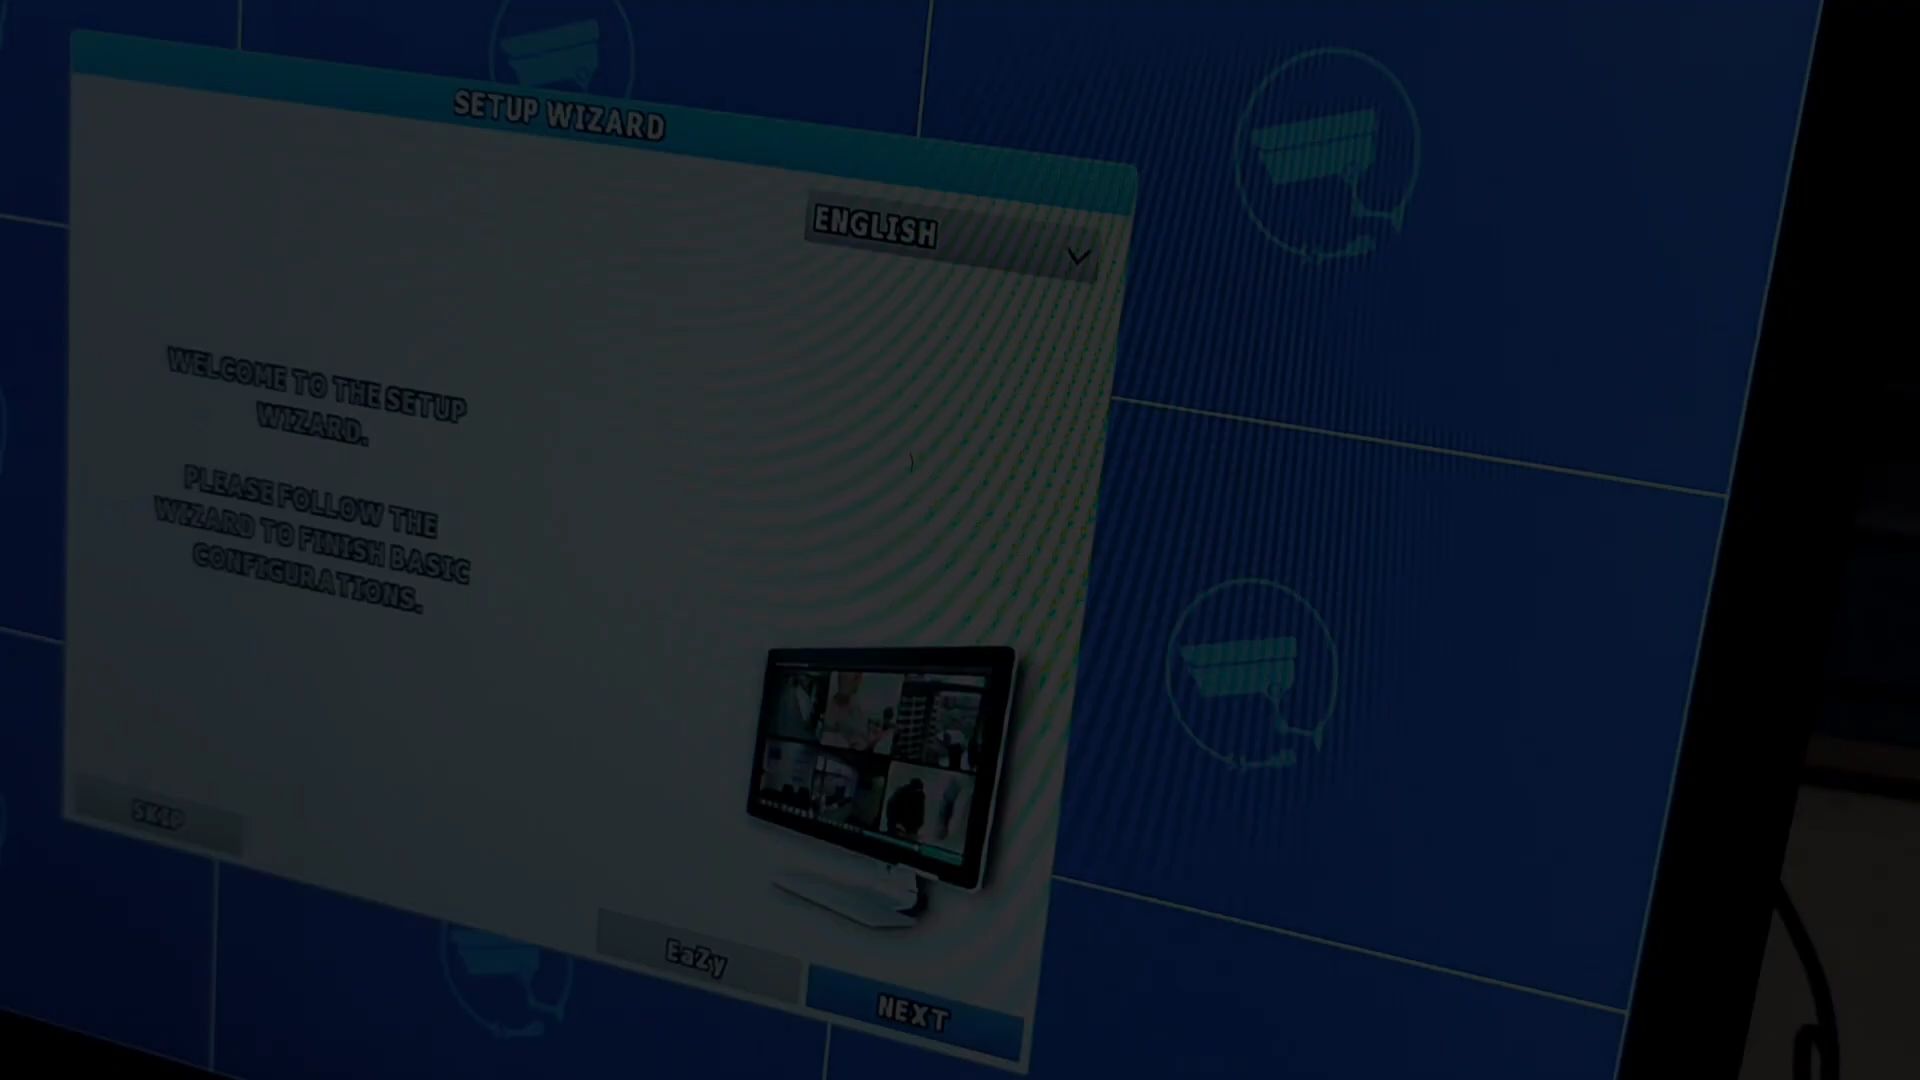 SETUP WIZARD
ENGLISH
WELCOME TO THE SETUP
WIZARD.
PLEASE FOLLOW THE
WIZARD TO FINISH BASIC
CONFIGURATIONS.
SKIP
EaZy
NEXT